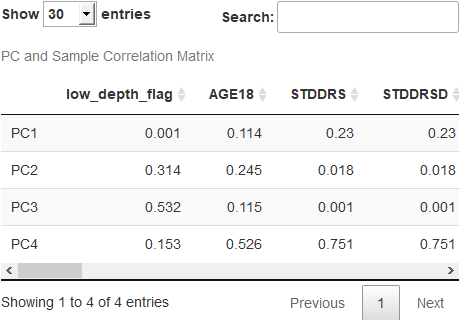 Show 30 entries Search:
PC and Sample Correlation Matrix
low_depth_flag AGE18 STDDRS STDDRSD
PC1 0.001 0.114 0.23 0.23
PC2 0.314 0.245 0.018 0.018
PC3 0.532 0.115 0.001 0.001
PC4 0.153 0.526 0.751 0.751
Showing 1 to 4 of 4 entries Previous 1 Next